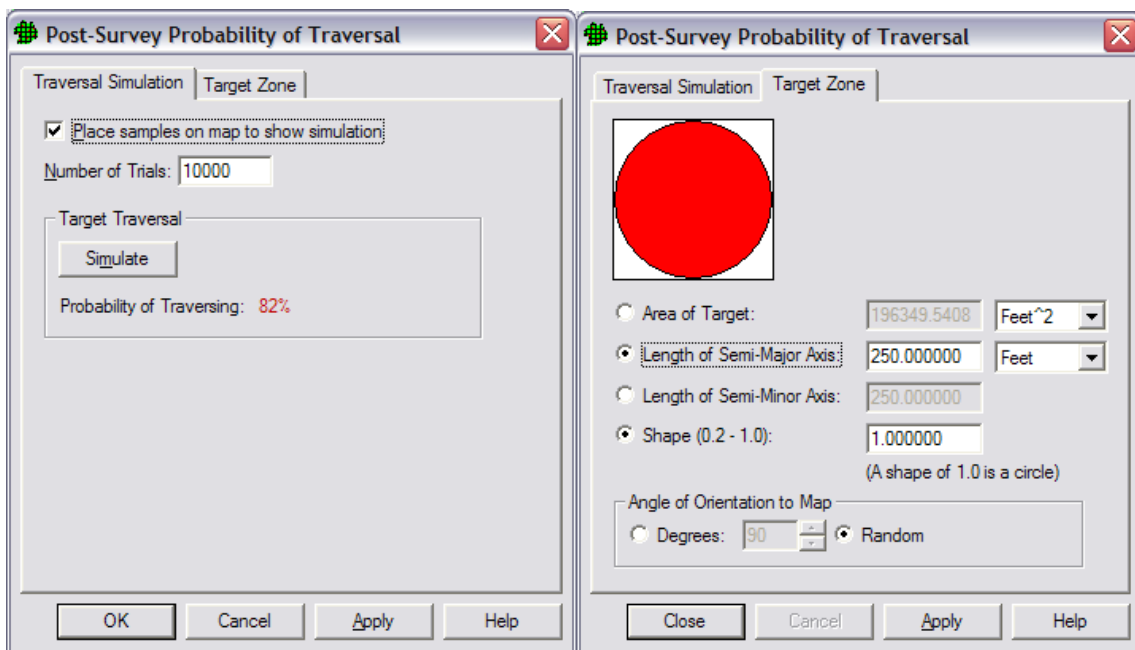 Post-Survey Probability of Traversal
Traversal Simulation Target Zone
Place samples on map to show simulation
Number of Trials: 10000
Target Traversal
Simulate
Probability of Traversing: 82%
OK Cancel Apply Help
Post-Survey Probability of Traversal
Traversal Simulation Target Zone
Area of Target: 196349.5408 Feet^2
Length of Semi-Major Axis: 250.000000 Feet
Length of Semi-Minor Axis: 250.000000
Shape (0.2 - 1.0): 1.000000
(A shape of 1.0 is a circle)
Angle of Orientation to Map
Degrees: 90 Random
Close Cancel Apply Help